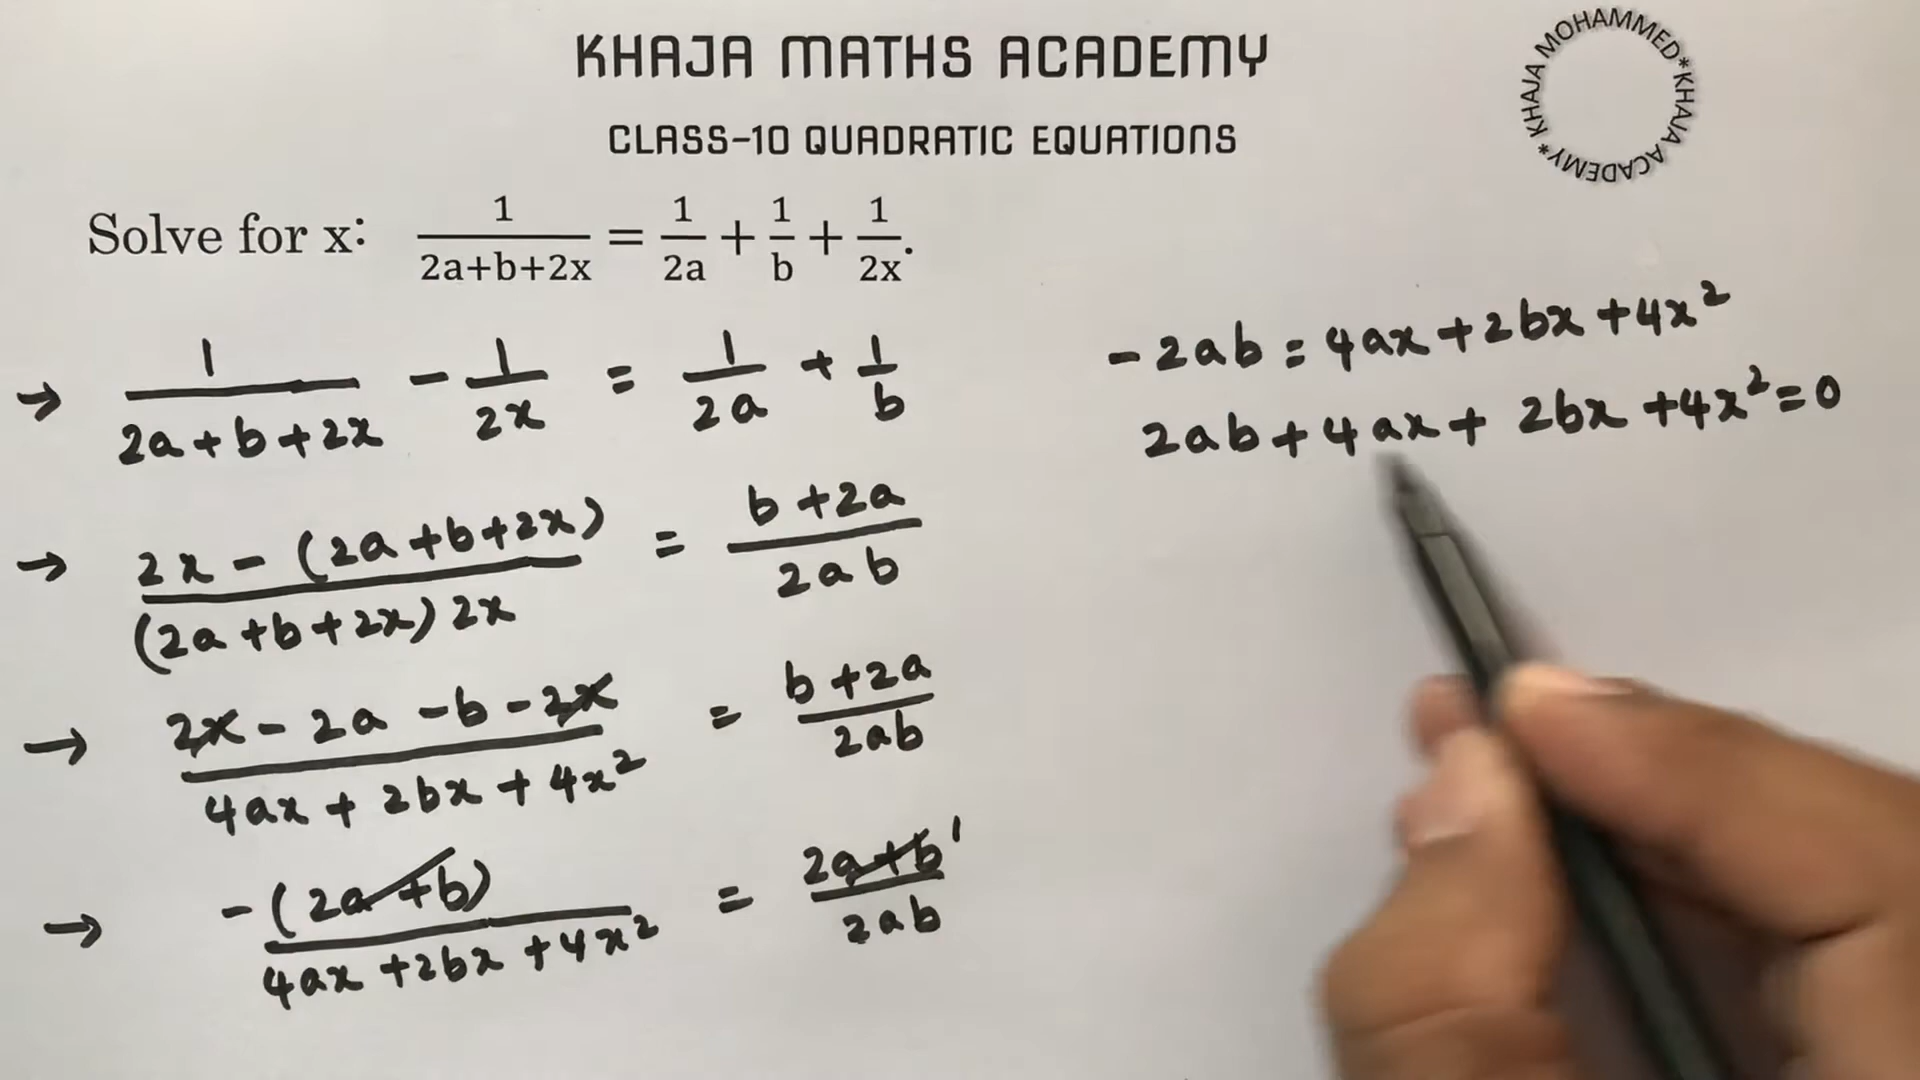 KHAJA MATHS ACADEMY
CLASS-10 QUADRATIC EQUATIONS
KHAJA MOHAMMED*KHAJA ACADEMY*
Solve for x: 1/(2a+b+2x) = 1/2a + 1/b + 1/2x.
→ 1/(2a+b+2x) - 1/2x = 1/2a + 1/b
→ (2x - (2a+b+2x))/((2a+b+2x)2x) = (b+2a)/2ab
→ (2x - 2a - b - 2x)/(4ax + 2bx + 4x²) = (b+2a)/2ab
→ -(2a+b)/(4ax+2bx+4x²) = (2a+b)/2ab 1
-2ab = 4ax+2bx+4x²
2ab+4ax+ 2bx+4x²=0